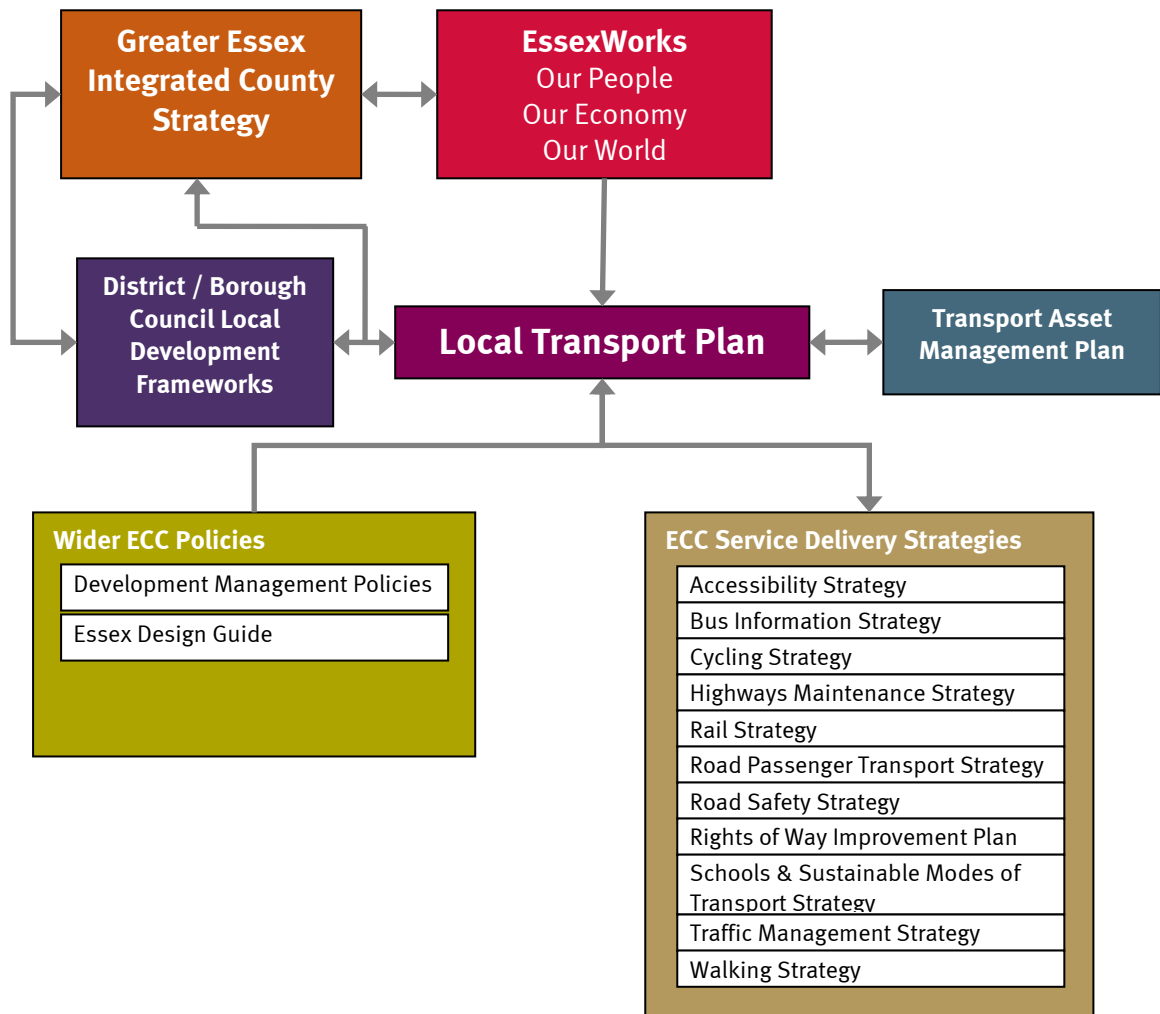 Greater Essex
Integrated County
Strategy
EssexWorks
Our People
Our Economy
Our World
District / Borough
Council Local
Development
Frameworks
Local Transport Plan
Transport Asset
Management Plan
Wider ECC Policies
Development Management Policies
Essex Design Guide
ECC Service Delivery Strategies
Accessibility Strategy
Bus Information Strategy
Cycling Strategy
Highways Maintenance Strategy
Rail Strategy
Road Passenger Transport Strategy
Road Safety Strategy
Rights of Way Improvement Plan
Schools & Sustainable Modes of
Transport Strategy
Traffic Management Strategy
Walking Strategy